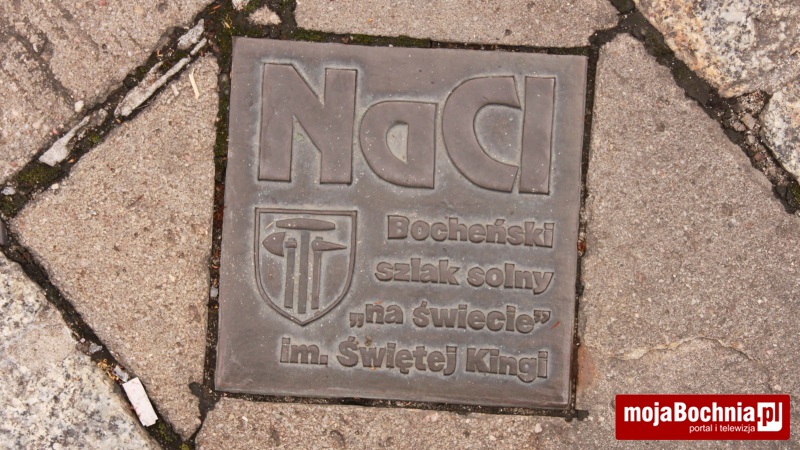 NaCl
Bocheński
szlak solny
„na świecie”
im. Świętej Kingi
mojaBochnia.pl
portal i telewizja